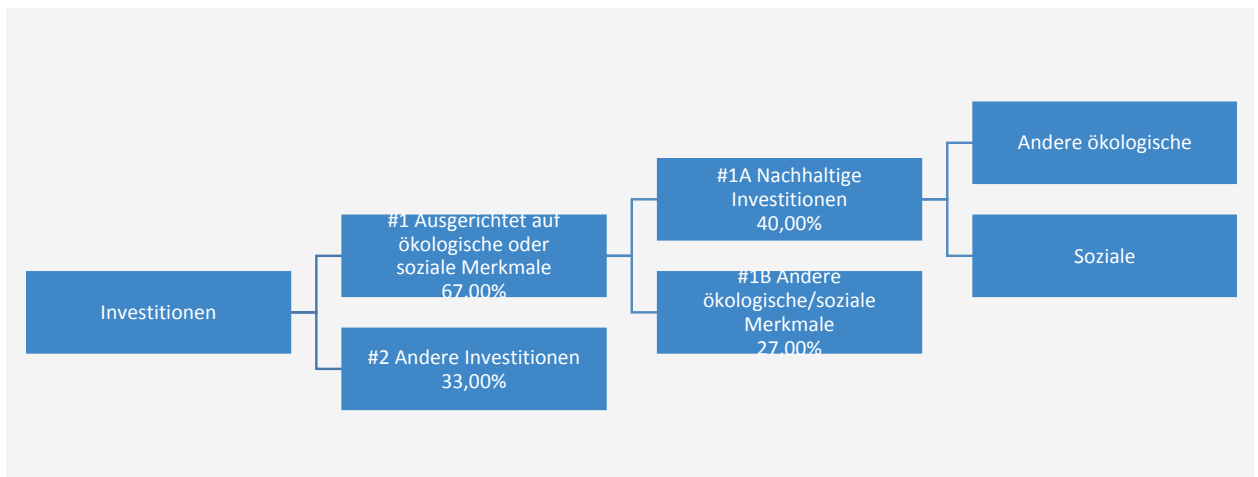 Investitionen
#1 Ausgerichtet auf
ökologische oder
soziale Merkmale
67,00%
#2 Andere Investitionen
33,00%
#1A Nachhaltige
Investitionen
40,00%
#1B Andere
ökologische/soziale
Merkmale
27,00%
Andere ökologische
Soziale